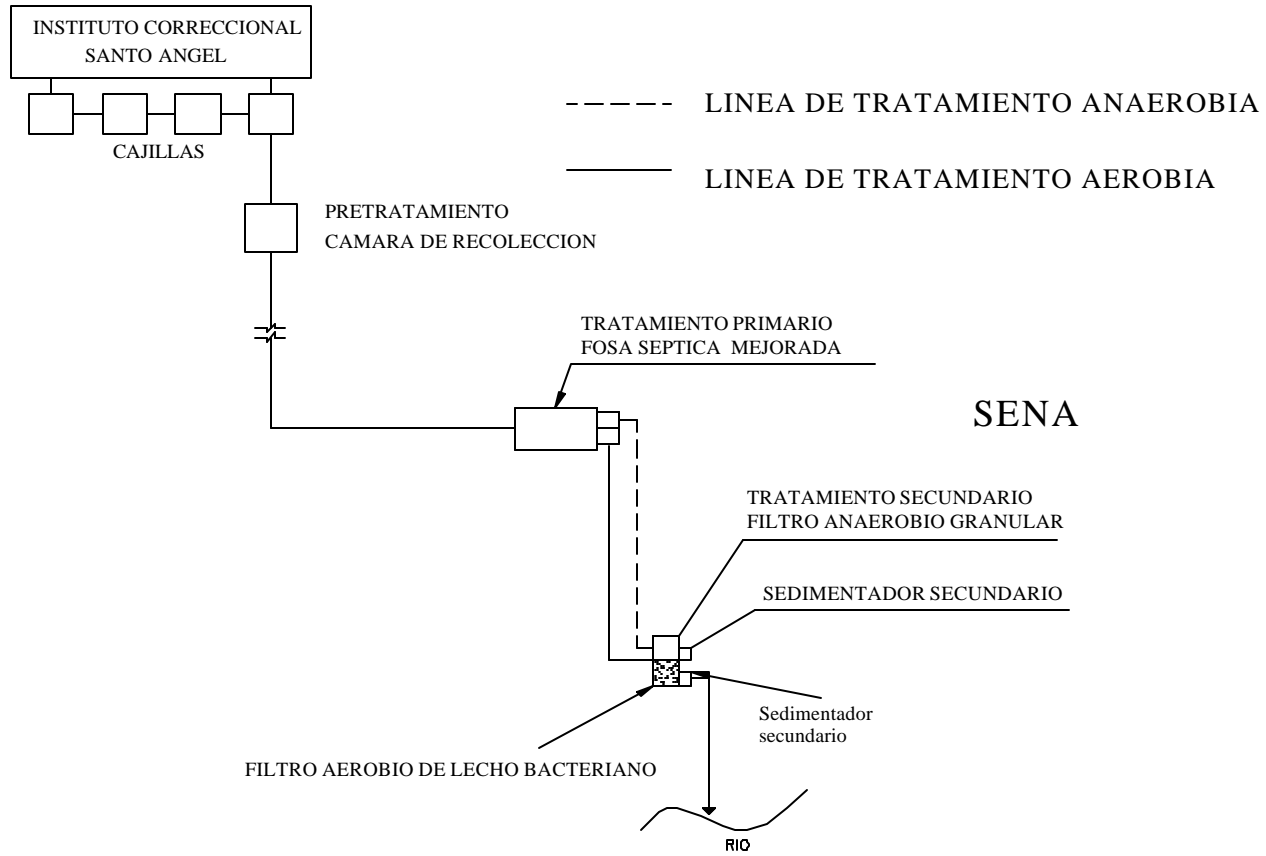 INSTITUTO CORRECCIONAL
SANTO ANGEL
LINEA DE TRATAMIENTO ANAEROBIA
CAJILLAS
LINEA DE TRATAMIENTO AEROBIA
PRETRATAMIENTO
CAMARA DE RECOLECCION
TRATAMIENTO PRIMARIO
FOSA SEPTICA MEJORADA
SENA
TRATAMIENTO SECUNDARIO
FILTRO ANAEROBIO GRANULAR
SEDIMENTADOR SECUNDARIO
Sedimentador
secundario
FILTRO AEROBIO DE LECHO BACTERIANO
RIO